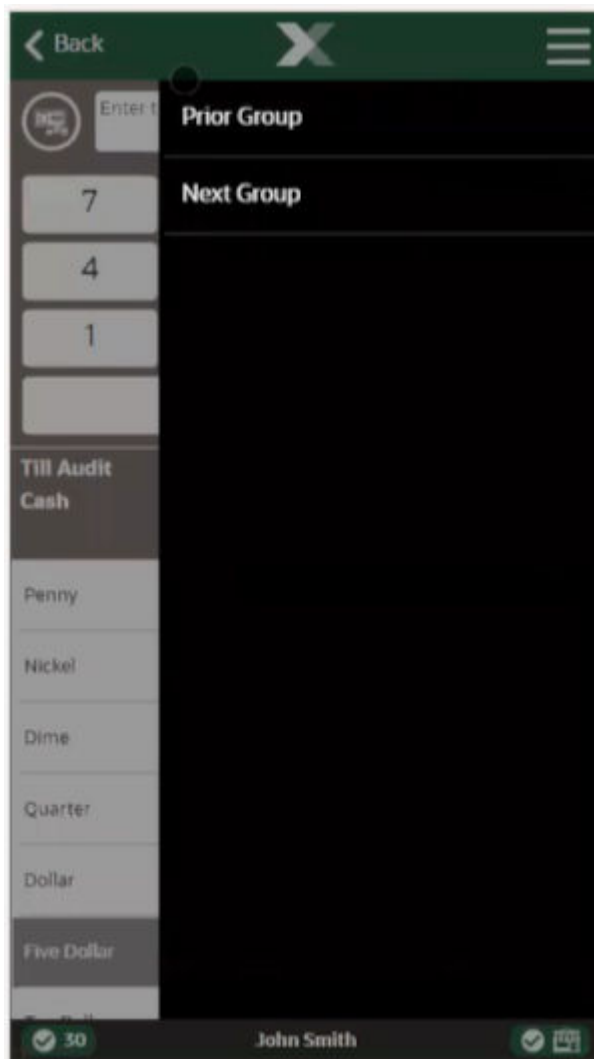 Back
Enter t
Prior Group
Next Group
7
4
1
Till Audit
Cash
Penny
Nickel
Dime
Quarter
Dollar
Five Dollar
30
John Smith